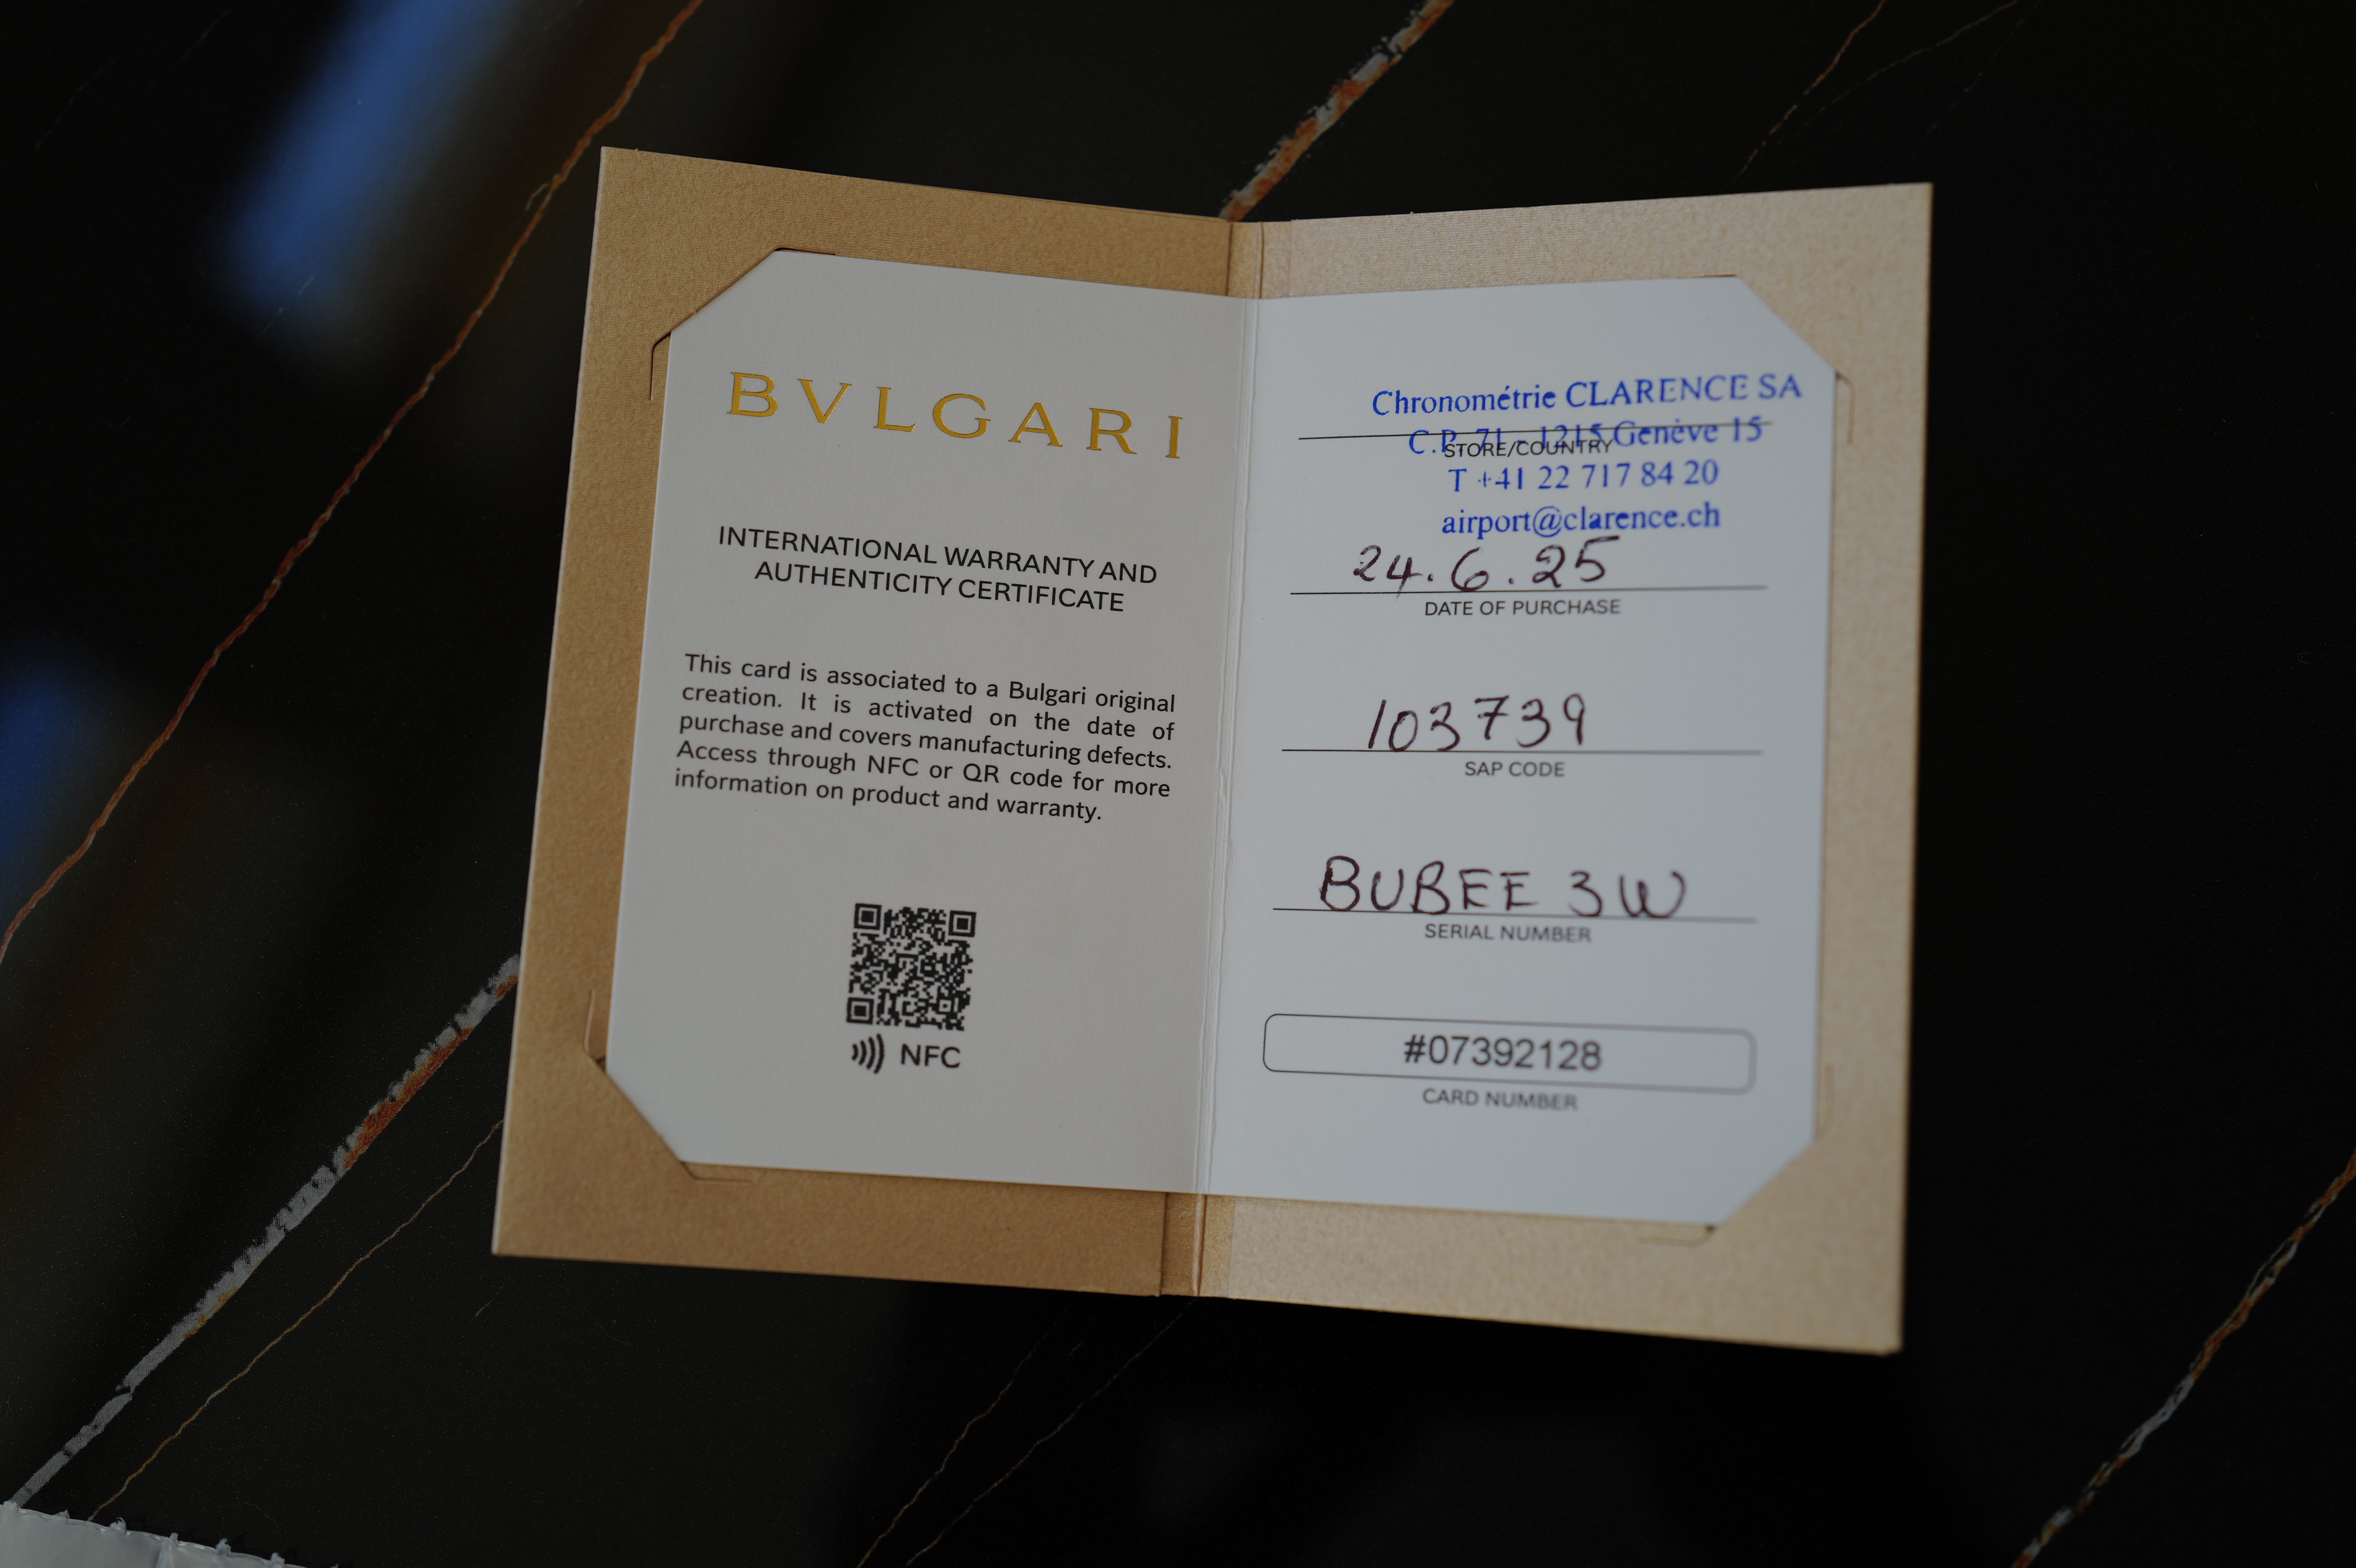 BVLGARI
INTERNATIONAL WARRANTY AND
AUTHENTICITY CERTIFICATE
This card is associated to a Bulgari original
creation. It is activated on the date of
purchase and covers manufacturing defects.
Access through NFC or QR code for more
information on product and warranty.
NFC
Chronométrie CLARENCE SA
C.P. 71 - 1215 Genève 15
STORE/COUNTRY
T +41 22 717 84 20
airport@clarence.ch
24.6.25
DATE OF PURCHASE
103739
SAP CODE
BUBEE 3W
SERIAL NUMBER
#07392128
CARD NUMBER